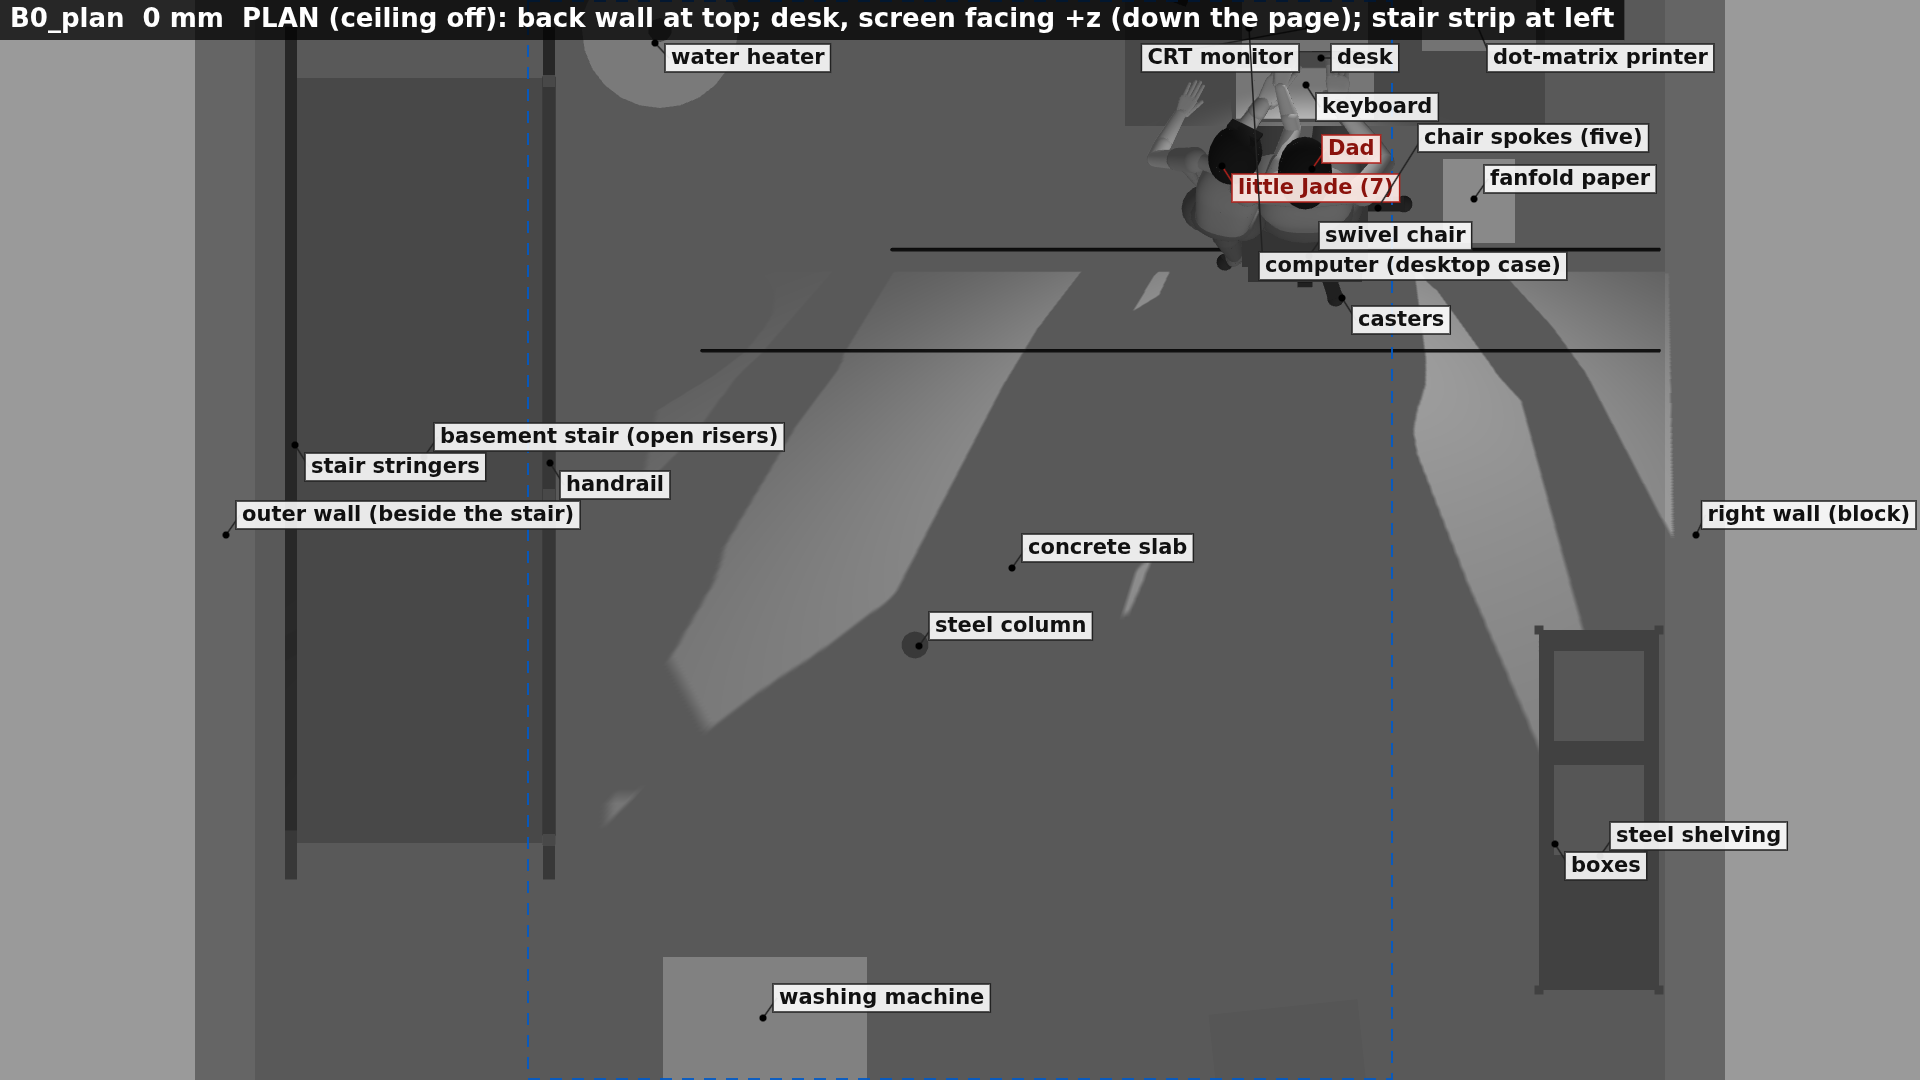 B0_plan  0 mm  PLAN (ceiling off): back wall at top; desk, screen facing +z (down the page); stair strip at left
water heater
CRT monitor
desk
dot-matrix printer
keyboard
chair spokes (five)
Dad
fanfold paper
little Jade (7)
swivel chair
computer (desktop case)
casters
basement stair (open risers)
stair stringers
handrail
outer wall (beside the stair)
right wall (block)
concrete slab
steel column
steel shelving
boxes
washing machine